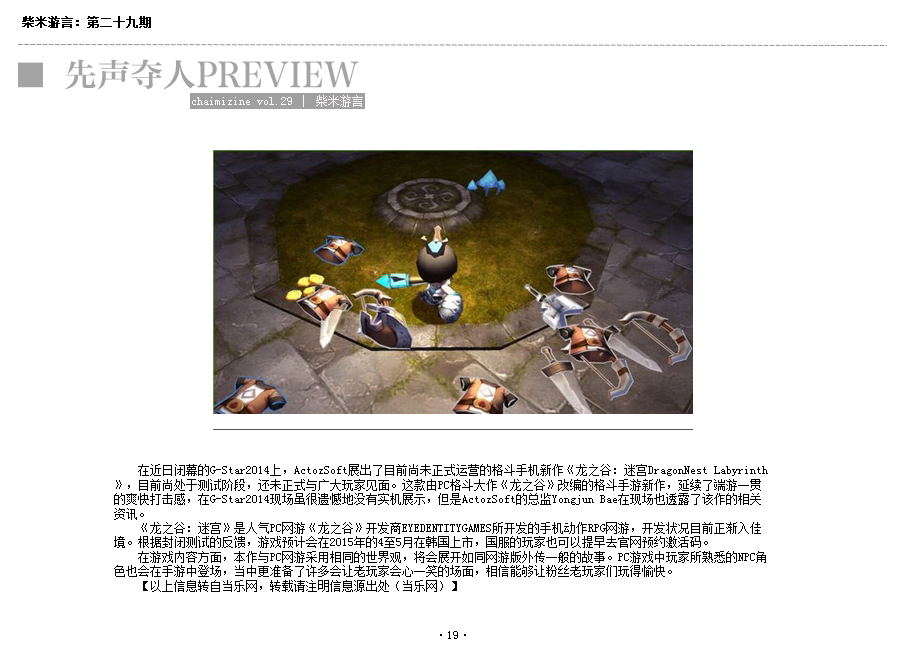 柴米游言：第二十九期
先声夺人PREVIEW
chaimizine vol.29 | 柴米游言
在近日闭幕的G-Star2014上，ActozSoft展出了目前尚未正式运营的格斗手机新作《龙之谷：迷宫DragonNest Labyrinth
》，目前尚处于测试阶段，还未正式与广大玩家见面。这款由PC格斗大作《龙之谷》改编的格斗手游新作，延续了端游一贯
的爽快打击感，在G-Star2014现场虽很遗憾地没有实机展示，但是ActozSoft的总监Yongjun Bae在现场也透露了该作的相关
资讯。
《龙之谷：迷宫》是人气PC网游《龙之谷》开发商EYEDENTITYGAMES所开发的手机动作RPG网游，开发状况目前正渐入佳
境。根据封闭测试的反馈，游戏预计会在2015年的4至5月在韩国上市，国服的玩家也可以提早去官网预约激活码。
在游戏内容方面，本作与PC网游采用相同的世界观，将会展开如同网游版外传一般的故事。PC游戏中玩家所熟悉的NPC角
色也会在手游中登场，当中更准备了许多会让老玩家会心一笑的场面，相信能够让粉丝老玩家们玩得愉快。
【以上信息转自当乐网，转载请注明信息源出处（当乐网）】
·19·